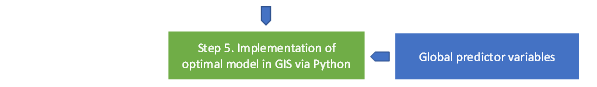 Step 5. Implementation of
optimal model in GIS via Python
Global predictor variables